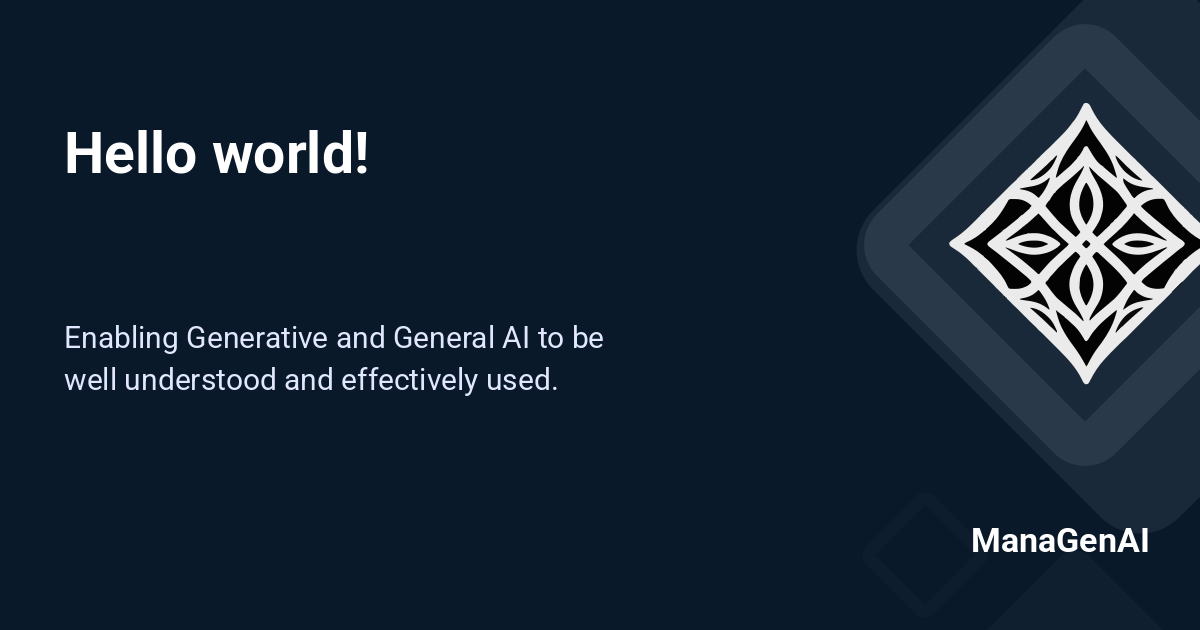 Hello world!
Enabling Generative and General AI to be
well understood and effectively used.
ManaGenAI